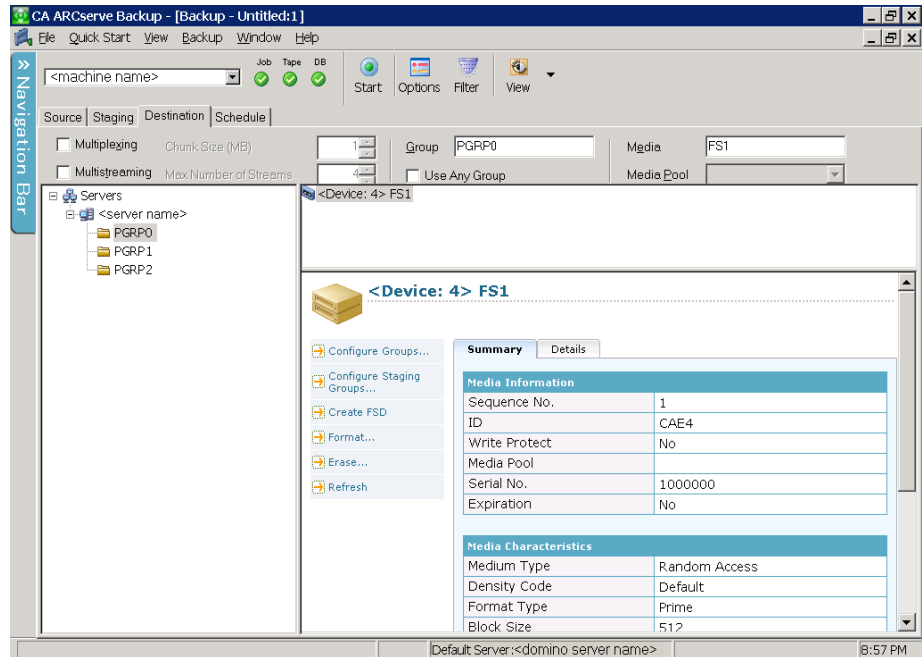 CA ARCserve Backup - [Backup - Untitled:1]
File Quick Start View Backup Window Help
Job Tape DB
<machine name>
Start Options Filter View
Source Staging Destination Schedule
Multiplexing Chunk Size (MB) 1 Group PGRP0 Media FS1
Multistreaming Max Number of Streams 4 Use Any Group Media Pool
» Navigation Bar
Servers
<server name>
PGRP0
PGRP1
PGRP2
<Device: 4> FS1
<Device: 4> FS1
Configure Groups...
Configure Staging
Groups...
Create FSD
Format...
Erase...
Refresh
Summary Details
Media Information
Sequence No. 1
ID CAE4
Write Protect No
Media Pool
Serial No. 1000000
Expiration No
Media Characteristics
Medium Type Random Access
Density Code Default
Format Type Prime
Block Size 512
Default Server:<domino server name> 8:57 PM